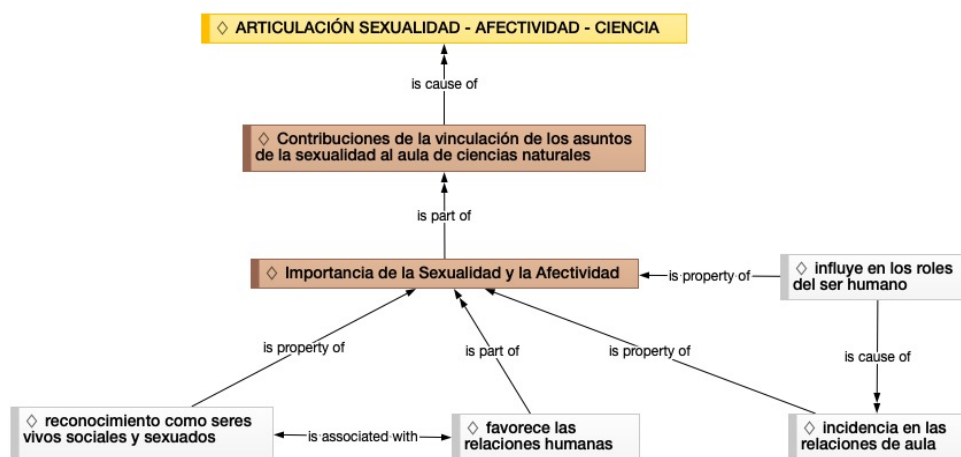 ◇ ARTICULACIÓN SEXUALIDAD - AFECTIVIDAD - CIENCIA
is cause of
◇ Contribuciones de la vinculación de los asuntos
de la sexualidad al aula de ciencias naturales
is part of
◇ Importancia de la Sexualidad y la Afectividad
is property of
◇ influye en los roles
del ser humano
is property of
is part of
is property of
is cause of
◇ reconocimiento como seres
vivos sociales y sexuados
is associated with
◇ favorece las
relaciones humanas
◇ incidencia en las
relaciones de aula